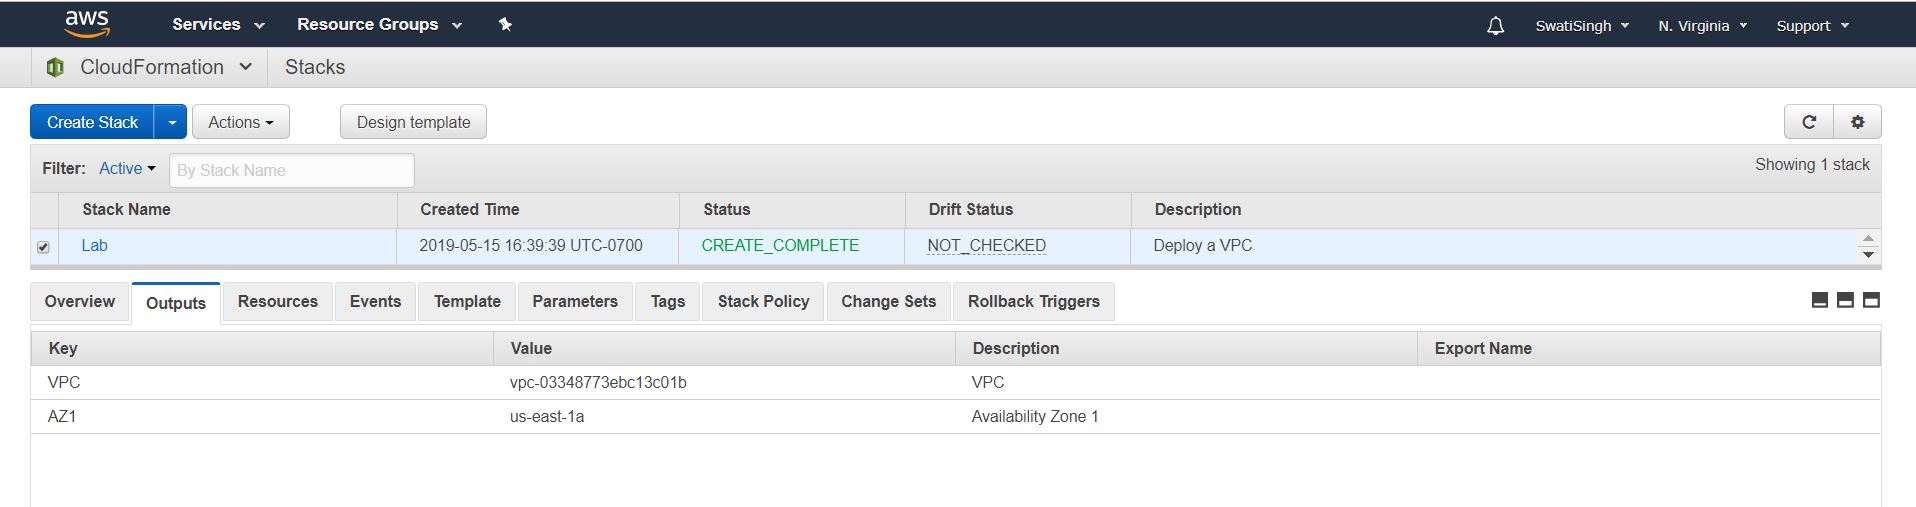 aws Services Resource Groups SwatiSingh N. Virginia Support
CloudFormation Stacks
Create Stack Actions Design template
Filter: Active By Stack Name Showing 1 stack
Stack Name Created Time Status Drift Status Description
Lab 2019-05-15 16:39:39 UTC-0700 CREATE_COMPLETE NOT_CHECKED Deploy a VPC
Overview Outputs Resources Events Template Parameters Tags Stack Policy Change Sets Rollback Triggers
Key Value Description Export Name
VPC vpc-03348773ebc13c01b VPC
AZ1 us-east-1a Availability Zone 1